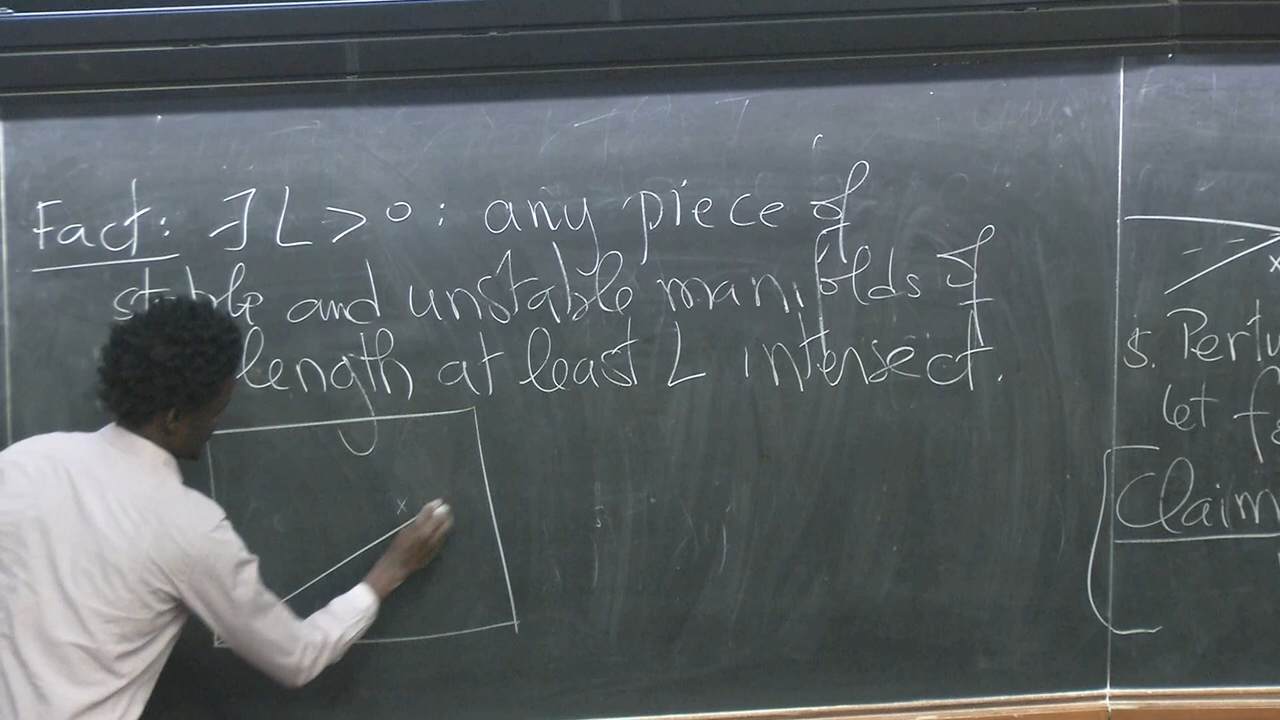 Fact: ∃ L > 0 : any piece of
stable and unstable manifolds of
length at least L intersect.
x
x
5. Pertu
let f
Claim